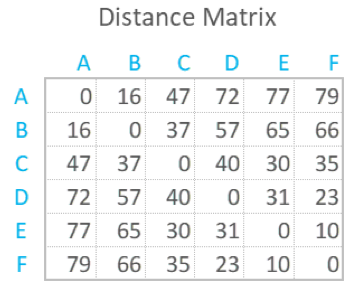 Distance Matrix
A B C D E F
A 0 16 47 72 77 79
B 16 0 37 57 65 66
C 47 37 0 40 30 35
D 72 57 40 0 31 23
E 77 65 30 31 0 10
F 79 66 35 23 10 0